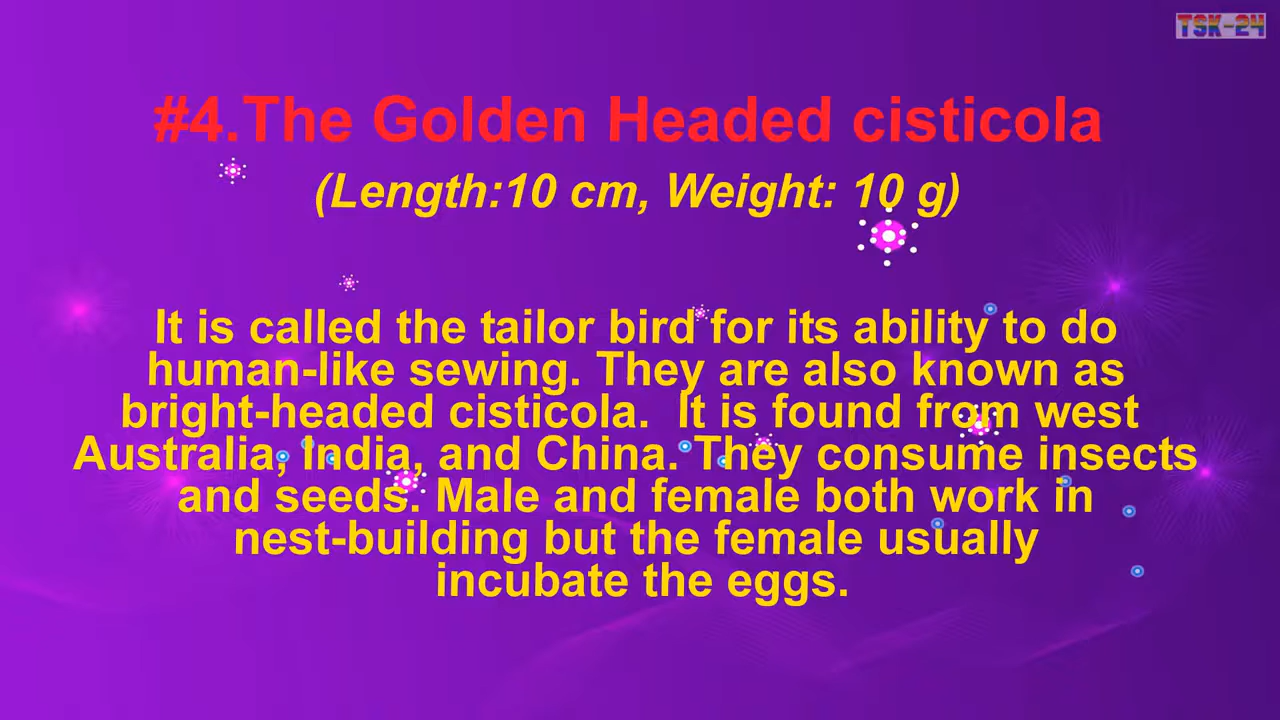 TSK-24
#4.The Golden Headed cisticola
(Length:10 cm, Weight: 10 g)
It is called the tailor bird for its ability to do
human-like sewing. They are also known as
bright-headed cisticola.  It is found from west
Australia, India, and China. They consume insects
and seeds. Male and female both work in
nest-building but the female usually
incubate the eggs.